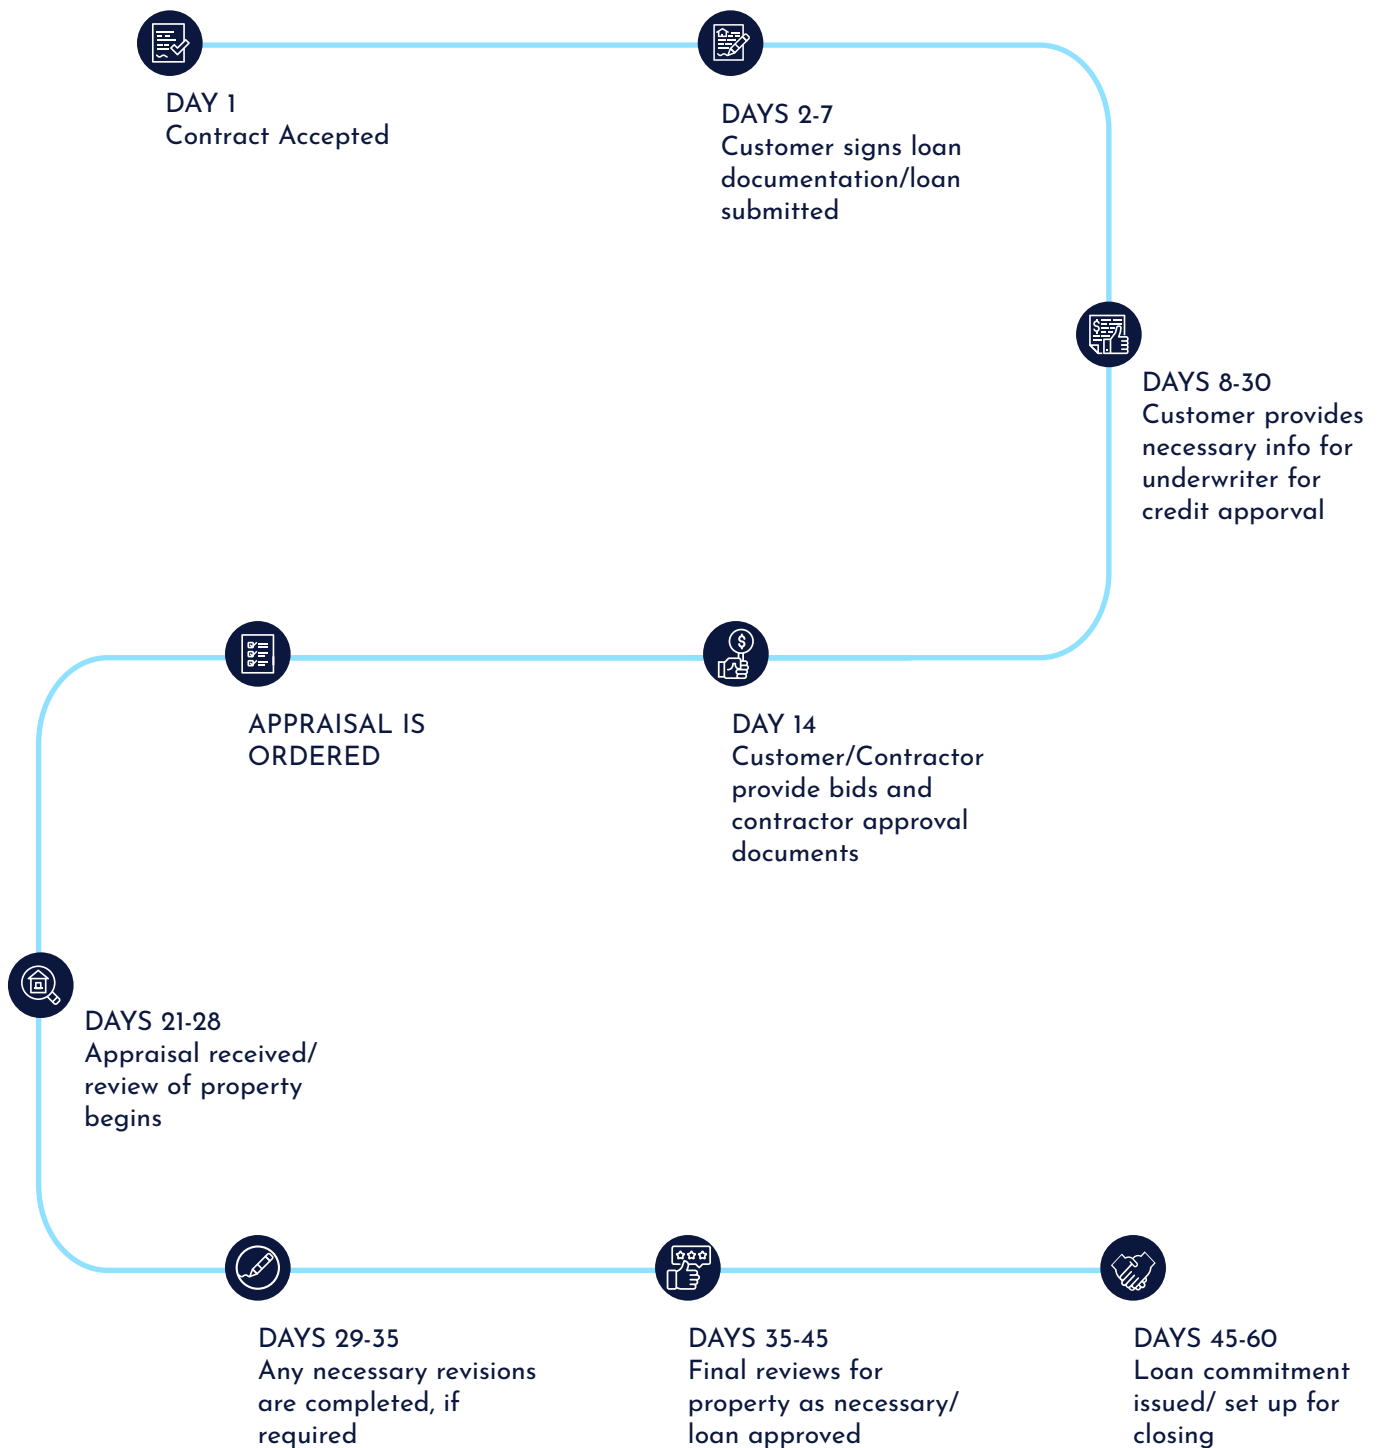 DAY 1
Contract Accepted
DAYS 2-7
Customer signs loan
documentation/loan
submitted
DAYS 8-30
Customer provides
necessary info for
underwriter for
credit apporval
APPRAISAL IS
ORDERED
DAY 14
Customer/Contractor
provide bids and
contractor approval
documents
DAYS 21-28
Appraisal received/
review of property
begins
DAYS 29-35
Any necessary revisions
are completed, if
required
DAYS 35-45
Final reviews for
property as necessary/
loan approved
DAYS 45-60
Loan commitment
issued/ set up for
closing